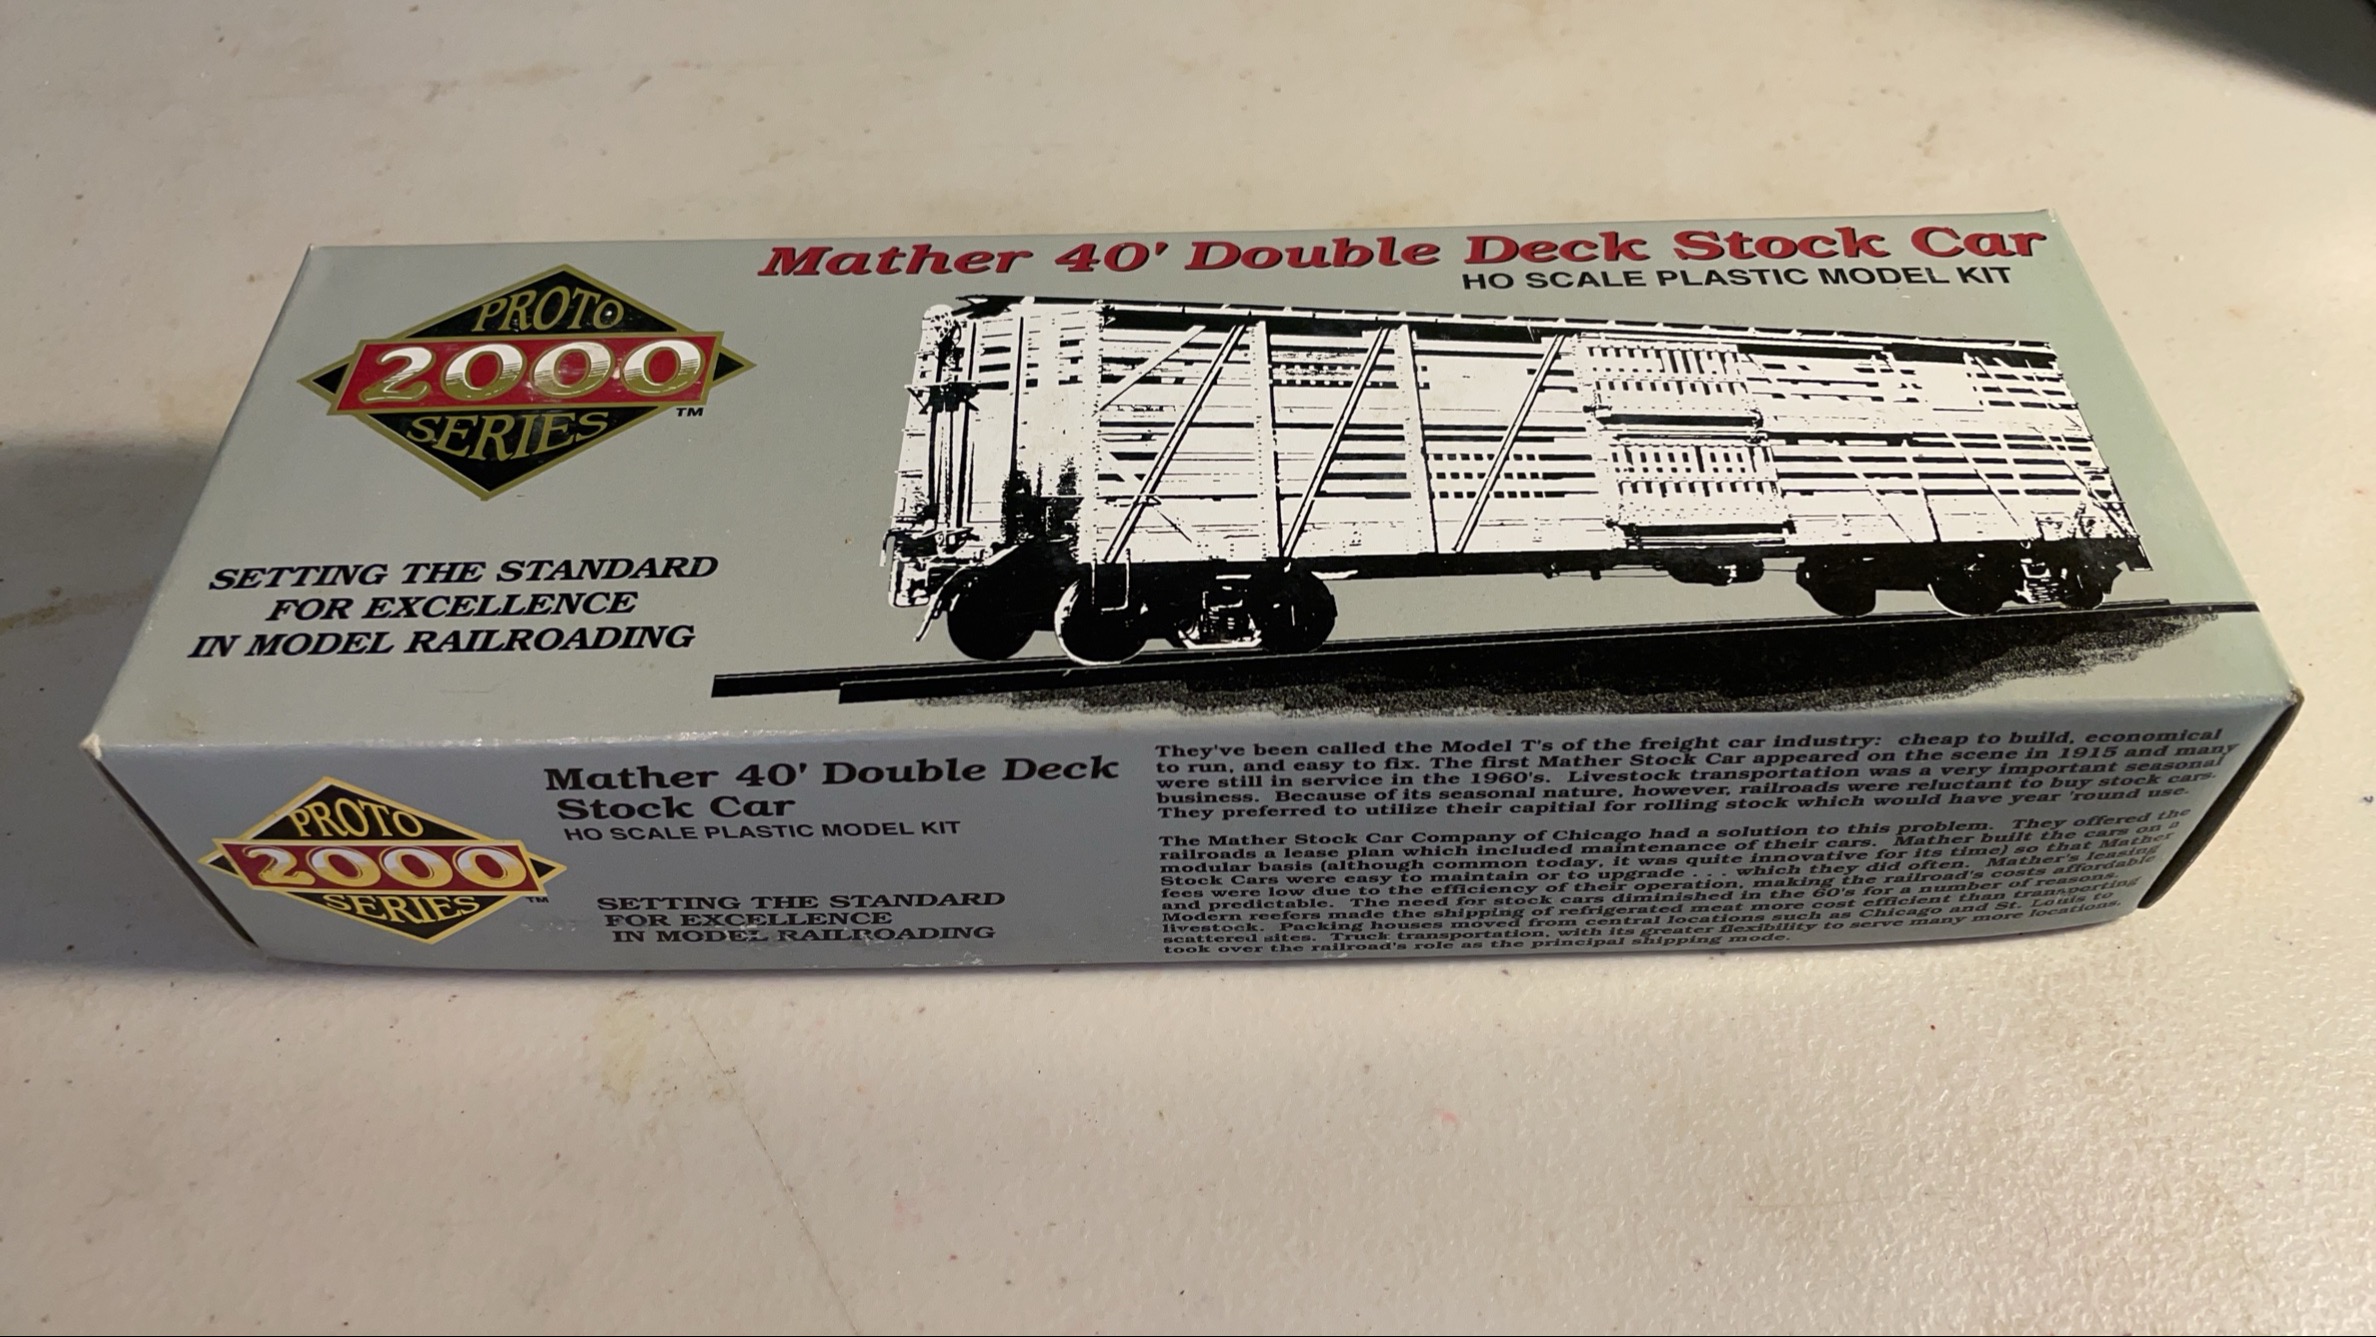 Mather 40' Double Deck Stock Car
HO SCALE PLASTIC MODEL KIT
PROTO
2000
SERIES
TM
SETTING THE STANDARD
FOR EXCELLENCE
IN MODEL RAILROADING
PROTO
2000
SERIES
TM
Mather 40' Double Deck
Stock Car
HO SCALE PLASTIC MODEL KIT
SETTING THE STANDARD
FOR EXCELLENCE
IN MODEL RAILROADING
They've been called the Model T's of the freight car industry: cheap to build, economical
to run, and easy to fix. The first Mather Stock Car appeared on the scene in 1915 and many
were still in service in the 1960's. Livestock transportation was a very important seasonal
business. Because of its seasonal nature, however, railroads were reluctant to buy stock cars.
They preferred to utilize their capitial for rolling stock which would have year 'round use.
The Mather Stock Car Company of Chicago had a solution to this problem. They offered the
railroads a lease plan which included maintenance of their cars. Mather built the cars on a
modular basis (although common today, it was quite innovative for its time) so that Mather
Stock Cars were easy to maintain or to upgrade . . . which they did often. Mather's leasing
fees were low due to the efficiency of their operation, making the railroad's costs affordable
and predictable. The need for stock cars diminished in the 60's for a number of reasons.
Modern reefers made the shipping of refrigerated meat more cost efficient than transporting
livestock. Packing houses moved from central locations such as Chicago and St. Louis to
scattered sites. Truck transportation, with its greater flexibility to serve many more locations,
took over the railroad's role as the principal shipping mode.